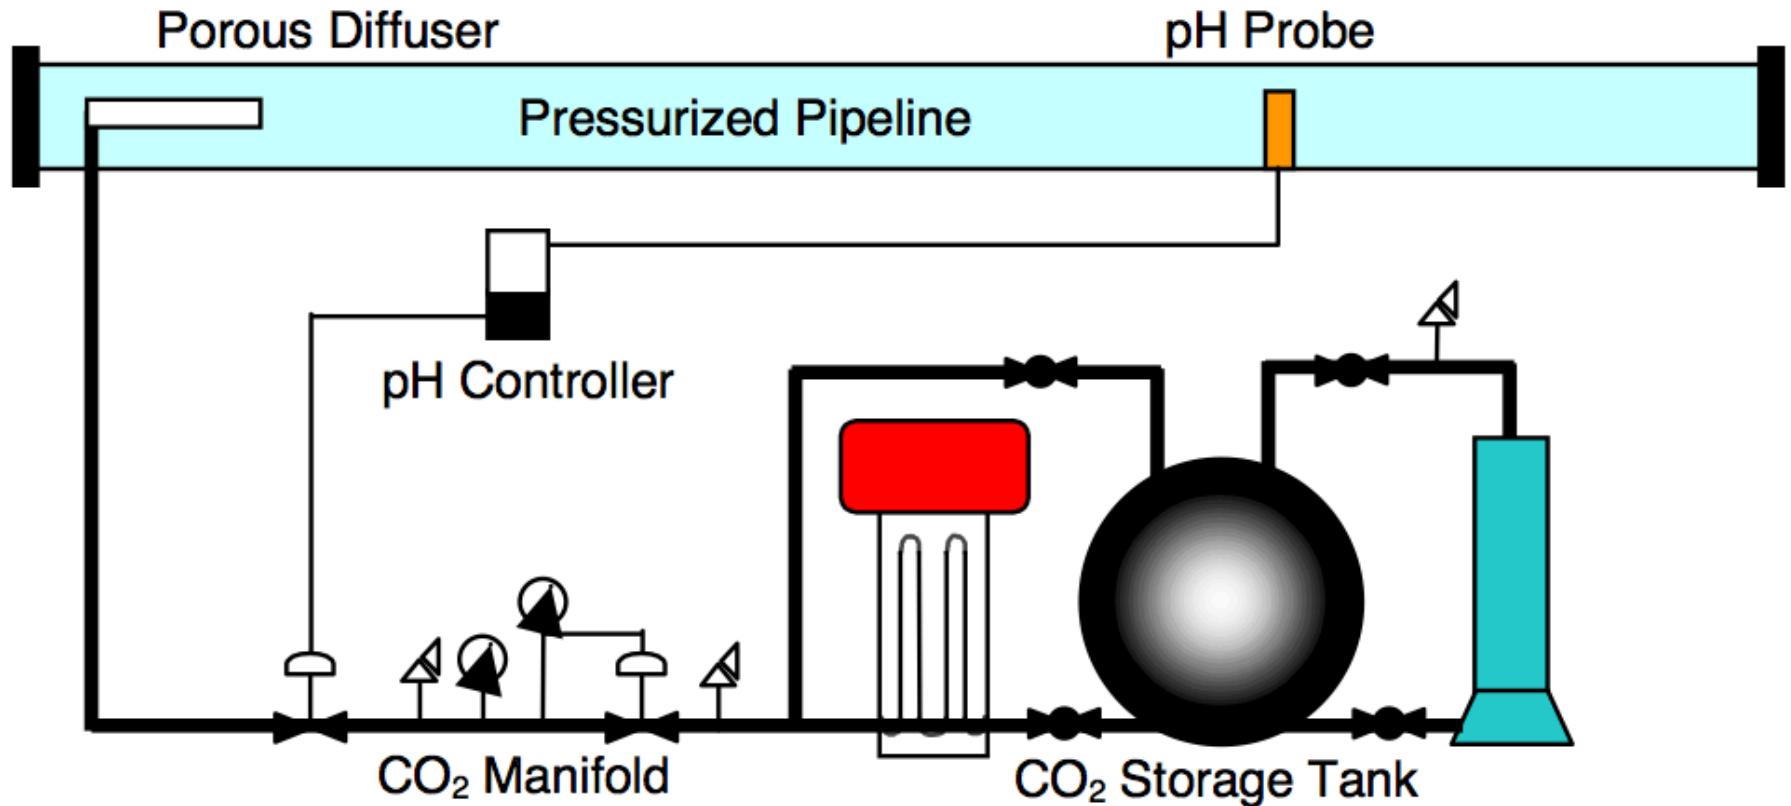 Porous Diffuser
pH Probe
Pressurized Pipeline
pH Controller
CO₂ Manifold
CO₂ Storage Tank